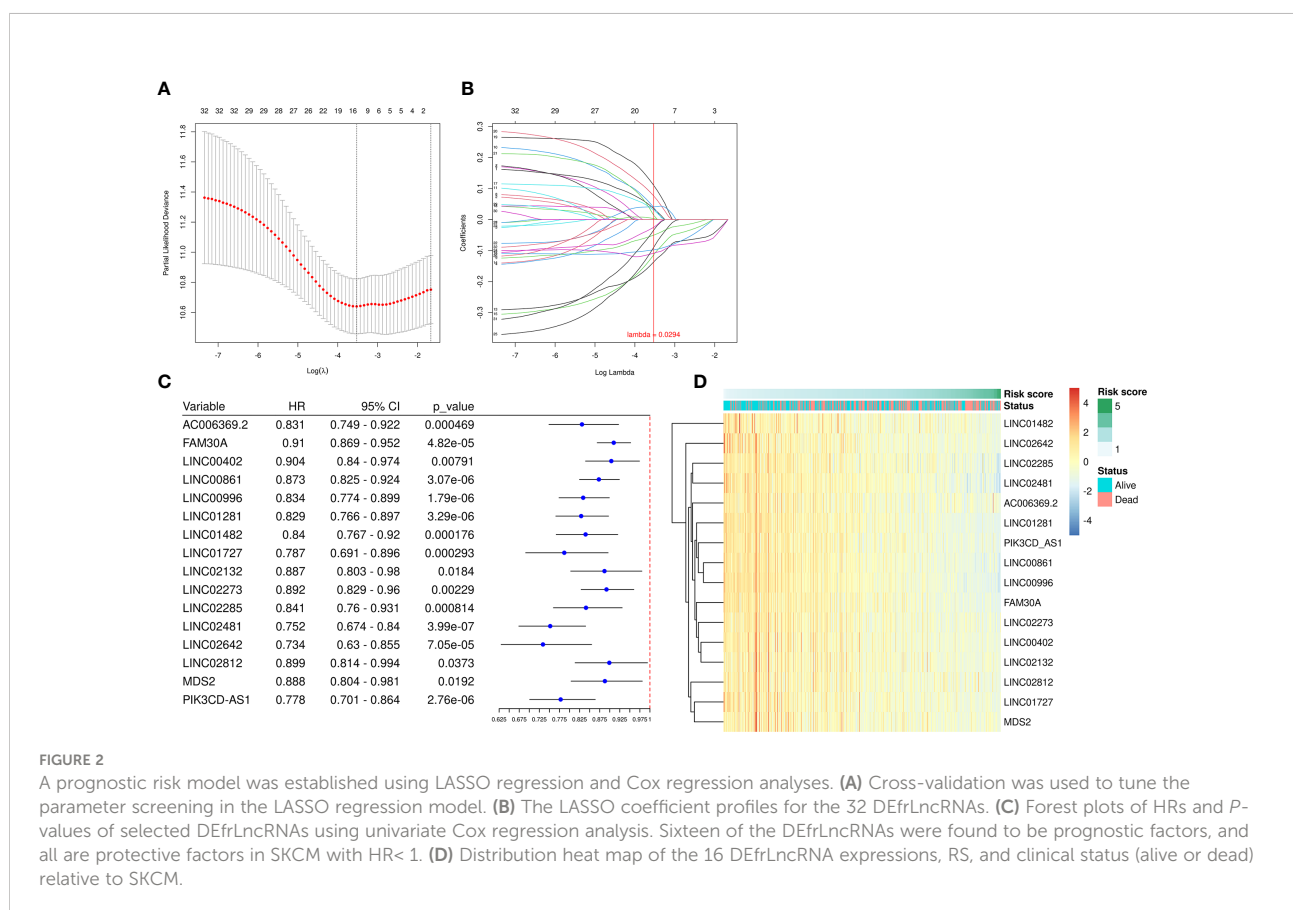 A
32 32 32 29 29 28 27 26 22 19 16 9 6 5 5 4 2
Partial Likelihood Deviance
11.8
11.6
11.4
11.2
11.0
10.8
10.6
-7 -6 -5 -4 -3 -2
Log(λ)
B
32 29 27 20 7 3
Coefficients
0.3
0.2
0.1
0.0
-0.1
-0.2
-0.3
lambda = 0.0294
-7 -6 -5 -4 -3 -2
Log Lambda
C
Variable HR 95% CI p_value
AC006369.2 0.831 0.749 - 0.922 0.000469
FAM30A 0.91 0.869 - 0.952 4.82e-05
LINC00402 0.904 0.84 - 0.974 0.00791
LINC00861 0.873 0.825 - 0.924 3.07e-06
LINC00996 0.834 0.774 - 0.899 1.79e-06
LINC01281 0.829 0.766 - 0.897 3.29e-06
LINC01482 0.84 0.767 - 0.92 0.000176
LINC01727 0.787 0.691 - 0.896 0.000293
LINC02132 0.887 0.803 - 0.98 0.0184
LINC02273 0.892 0.829 - 0.96 0.00229
LINC02285 0.841 0.76 - 0.931 0.000814
LINC02481 0.752 0.674 - 0.84 3.99e-07
LINC02642 0.734 0.63 - 0.855 7.05e-05
LINC02812 0.899 0.814 - 0.994 0.0373
MDS2 0.888 0.804 - 0.981 0.0192
PIK3CD-AS1 0.778 0.701 - 0.864 2.76e-06
0.625 0.675 0.725 0.775 0.825 0.875 0.925 0.975 1
D
Risk score
Status
LINC01482
LINC02642
LINC02285
LINC02481
AC006369.2
LINC01281
PIK3CD_AS1
LINC00861
LINC00996
FAM30A
LINC02273
LINC00402
LINC02132
LINC02812
LINC01727
MDS2
4
2
0
-2
-4
Risk score
5
1
Status
Alive
Dead
FIGURE 2
A prognostic risk model was established using LASSO regression and Cox regression analyses. (A) Cross-validation was used to tune the
parameter screening in the LASSO regression model. (B) The LASSO coefficient profiles for the 32 DEfrLncRNAs. (C) Forest plots of HRs and P-
values of selected DEfrLncRNAs using univariate Cox regression analysis. Sixteen of the DEfrLncRNAs were found to be prognostic factors, and
all are protective factors in SKCM with HR< 1. (D) Distribution heat map of the 16 DEfrLncRNA expressions, RS, and clinical status (alive or dead)
relative to SKCM.